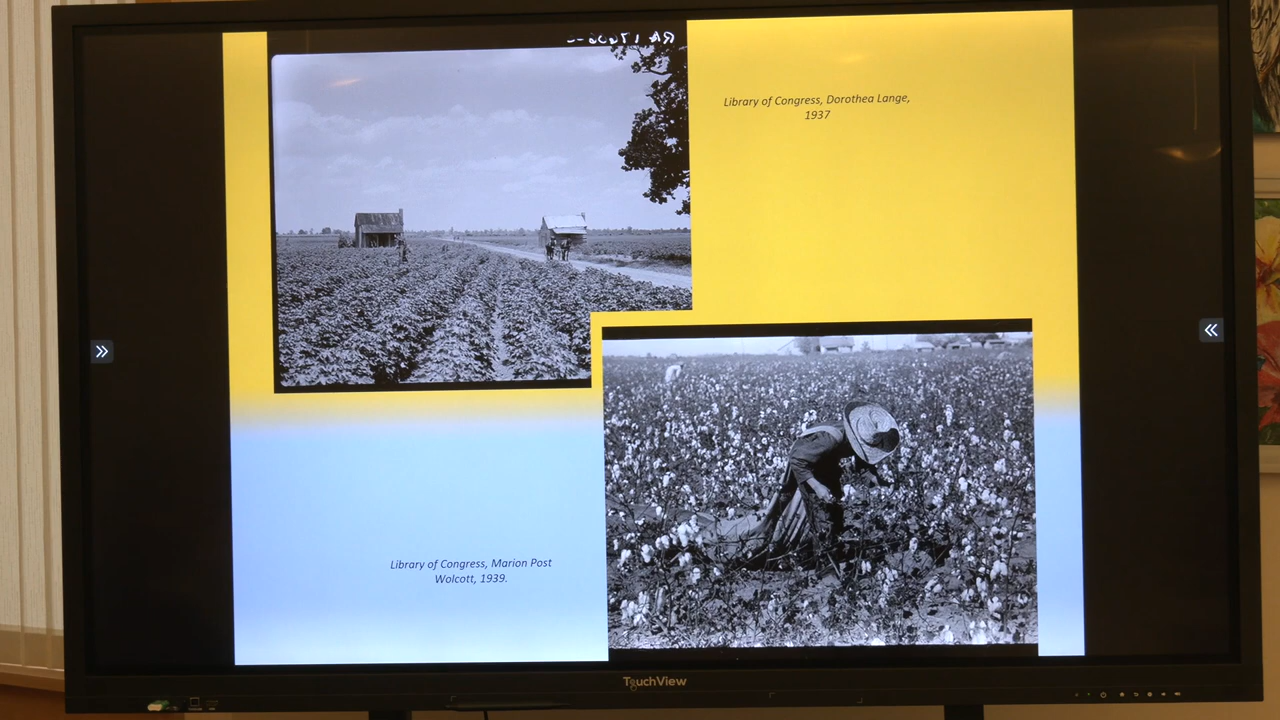 Library of Congress, Dorothea Lange,
1937
Library of Congress, Marion Post
Wolcott, 1939.
TouchView